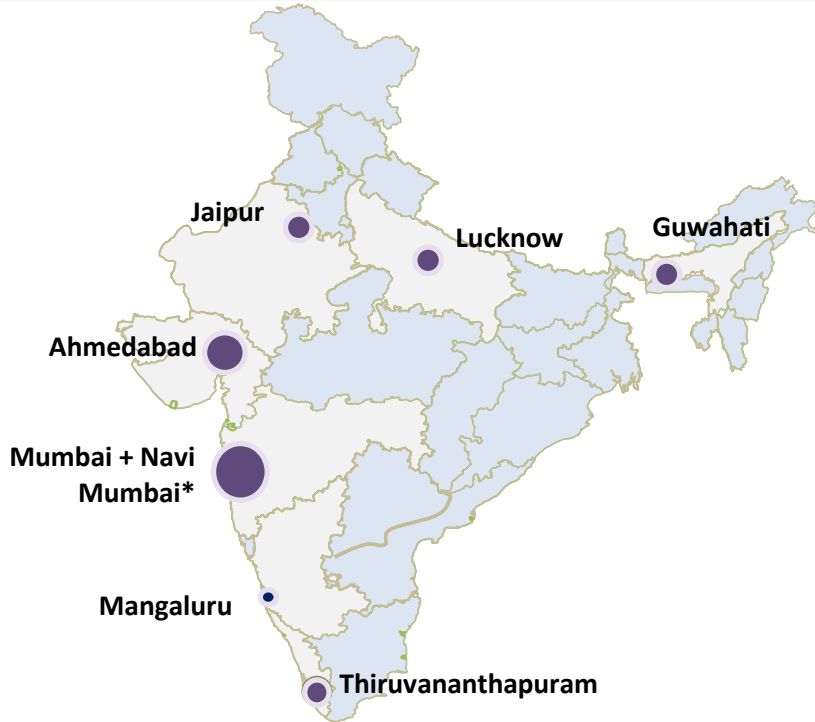 Jaipur
Lucknow
Guwahati
Ahmedabad
Mumbai + Navi
Mumbai*
Mangaluru
Thiruvananthapuram